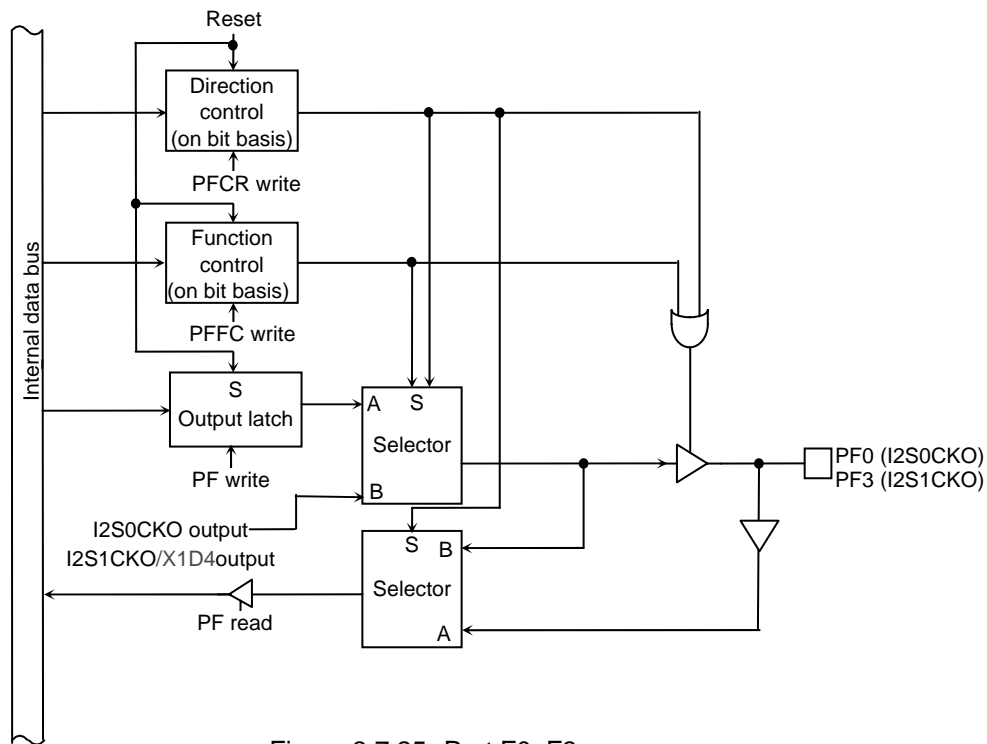 Reset
Direction
control
(on bit basis)
PFCR write
Function
control
(on bit basis)
PFFC write
Internal data bus
S
Output latch
PF write
A S
Selector
B
I2S0CKO output
I2S1CKO/X1D4output
PF0 (I2S0CKO)
PF3 (I2S1CKO)
S B
Selector
A
PF read